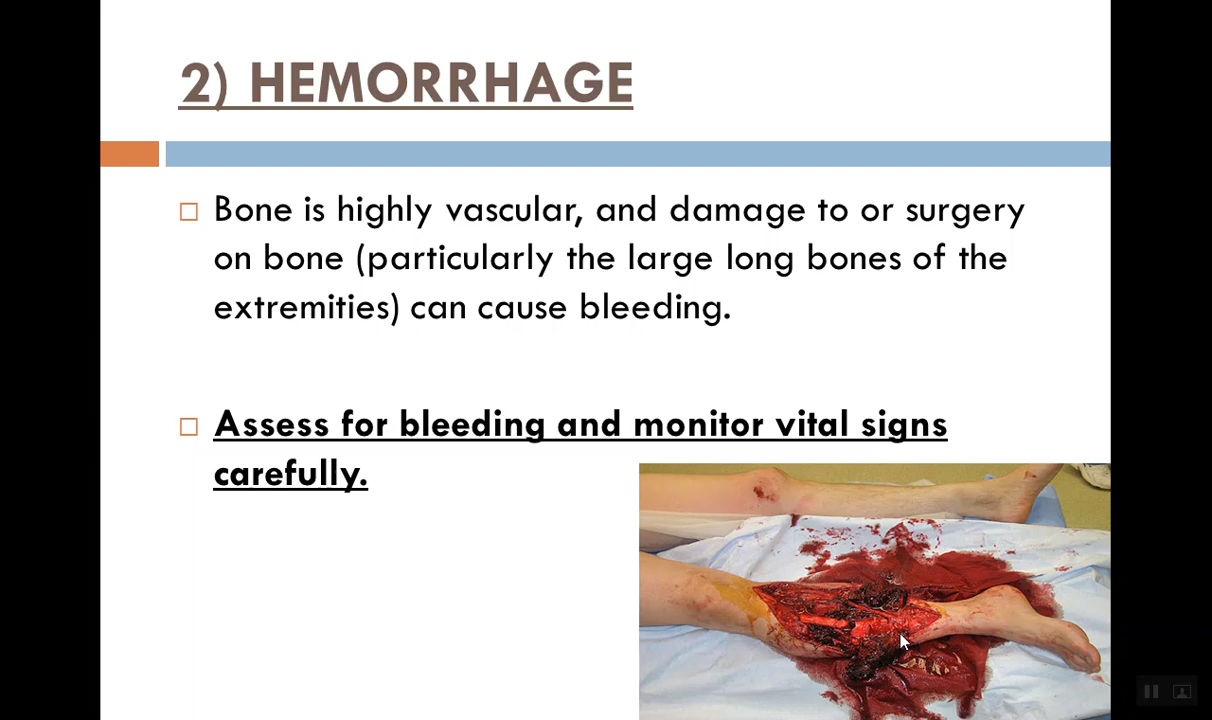 2) HEMORRHAGE
Bone is highly vascular, and damage to or surgery
on bone (particularly the large long bones of the
extremities) can cause bleeding.
Assess for bleeding and monitor vital signs
carefully.